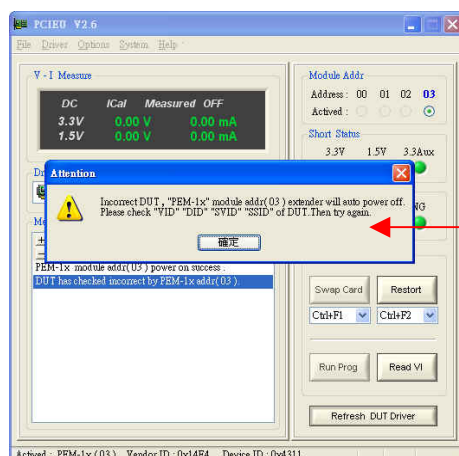 PCIEU V2.6
File Driver Options System Help
V - I Measure
DC ICal Measured OFF
3.3V 0.00 V 0.00 mA
1.5V 0.00 V 0.00 mA
Module Addr
Address : 00 01 02 03
Actived :
Short Status
3.3V 1.5V 3.3Aux
Attention
Incorrect DUT , "PEM-1x" module addr( 03 ) extender will auto power off.
Please check "VID" "DID" "SVID" "SSID" of DUT.Then try again.
確定
PEM-1x module addr( 03 ) power on success .
DUT has checked incorrect by PEM-1x addr( 03 ).
Swap Card Restort
Ctrl+F1 Ctrl+F2
Run Prog Read VI
Refresh DUT Driver
Actived : PEM-1x ( 03 ) Vendor ID : 0x14E4 Device ID : 0x4311